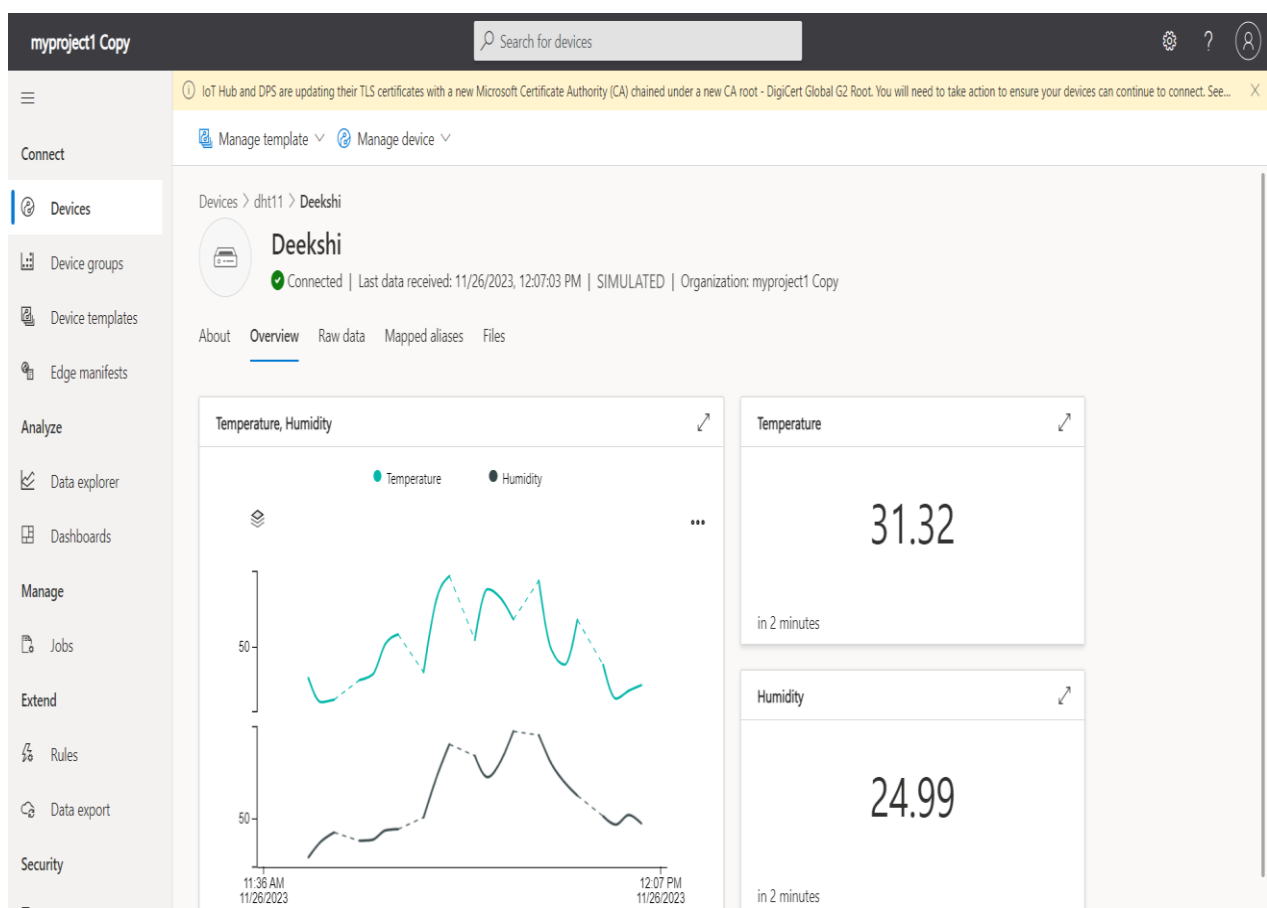 myproject1 Copy
Search for devices
?
IoT Hub and DPS are updating their TLS certificates with a new Microsoft Certificate Authority (CA) chained under a new CA root - DigiCert Global G2 Root. You will need to take action to ensure your devices can continue to connect. See...
Manage template
Manage device
Connect
Devices
Device groups
Device templates
Edge manifests
Analyze
Data explorer
Dashboards
Manage
Jobs
Extend
Rules
Data export
Security
Devices > dht11 > Deekshi
Deekshi
Connected | Last data received: 11/26/2023, 12:07:03 PM | SIMULATED | Organization: myproject1 Copy
About Overview Raw data Mapped aliases Files
Temperature, Humidity
Temperature Humidity
50
50
11:36 AM
11/26/2023
12:07 PM
11/26/2023
Temperature
31.32
in 2 minutes
Humidity
24.99
in 2 minutes